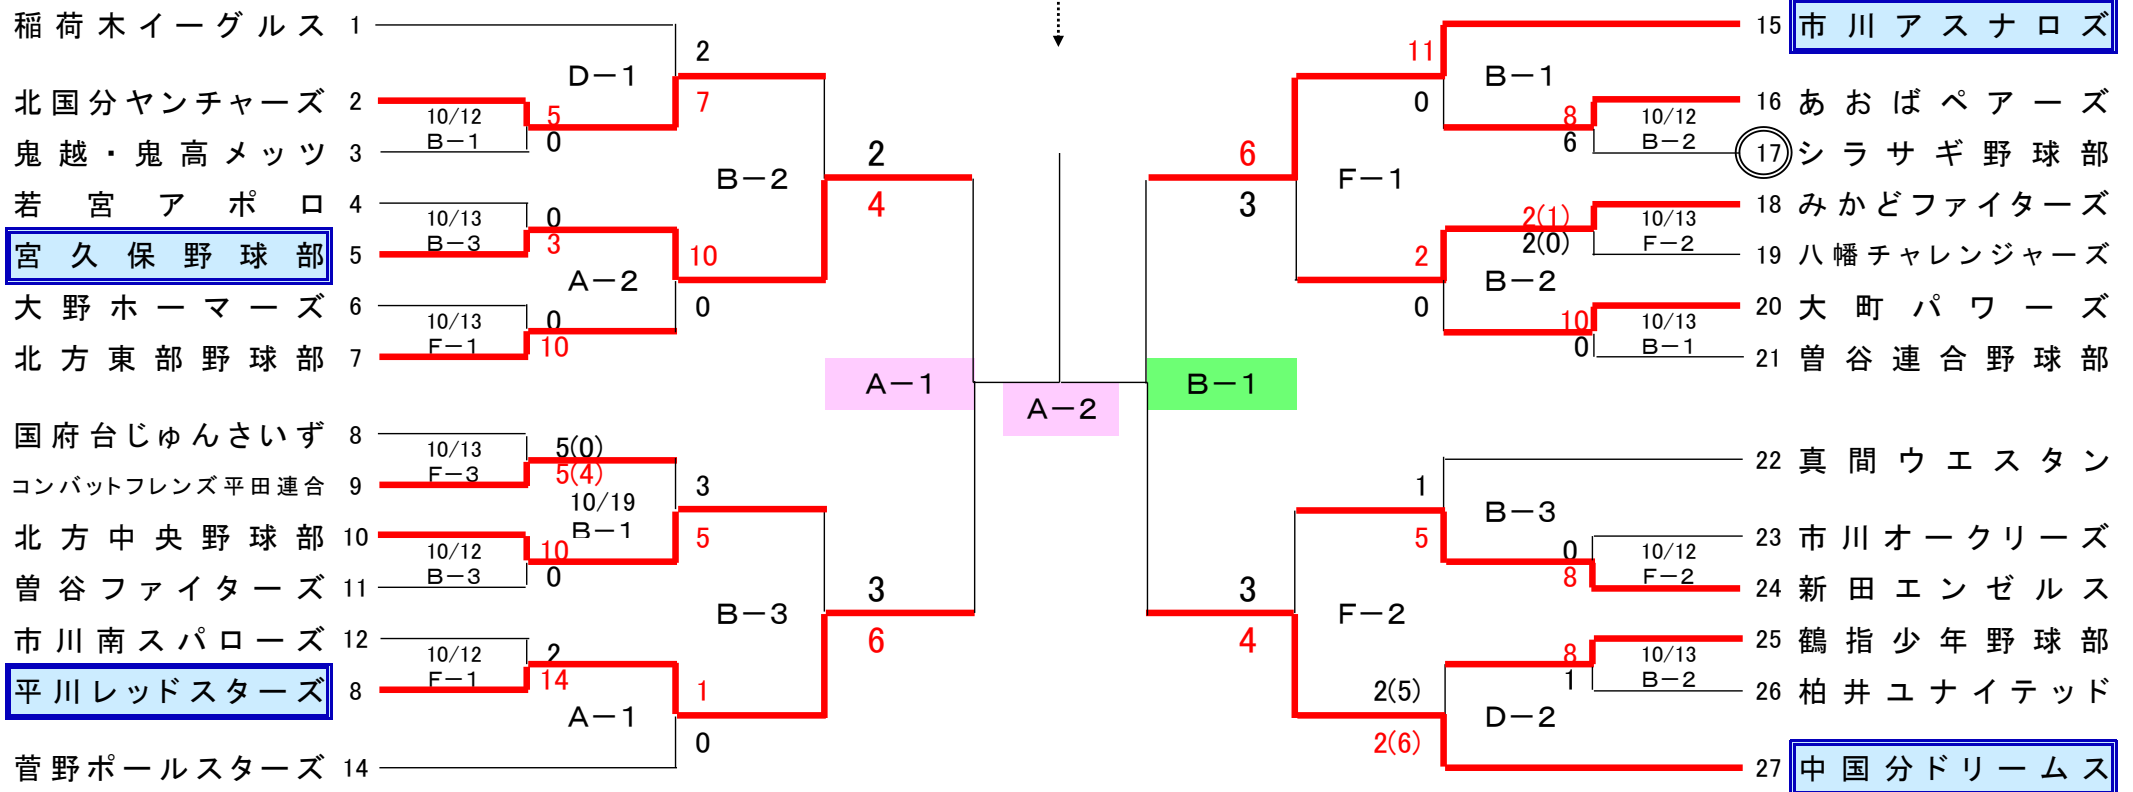 稲荷木イーグルス 1
2
D－1
7
北国分ヤンチャーズ 2
10/12
B－1
5
0
鬼越・鬼高メッツ 3
B－2
2
4
若宮アポロ 4
10/13
B－3
0
3
宮久保野球部 5
10
A－2
0
大野ホーマーズ 6
10/13
F－1
0
10
北方東部野球部 7
A－1
国府台じゅんさいず 8
10/13
F－3
5(0)
5(4)
コンバットフレンズ平田連合 9
10/19
B－1
3
5
北方中央野球部 10
10/12
B－3
10
0
曽谷ファイターズ 11
B－3
3
6
市川南スパローズ 12
10/12
F－1
2
14
平川レッドスターズ 8
1
A－1
0
菅野ポールスターズ 14
A－2
15 市川アスナロズ
11
B－1
0
16 あおばペアーズ
8
6
10/12
B－2
17 シラサギ野球部
6
3
F－1
18 みかどファイターズ
2(1)
2(0)
10/13
F－2
19 八幡チャレンジャーズ
2
B－2
0
20 大町パワーズ
10
0
10/13
B－1
21 曽谷連合野球部
B－1
22 真間ウエスタン
1
B－3
5
23 市川オークリーズ
0
8
10/12
F－2
24 新田エンゼルス
3
4
F－2
25 鶴指少年野球部
8
1
10/13
B－2
26 柏井ユナイテッド
2(5)
D－2
2(6)
27 中国分ドリームス